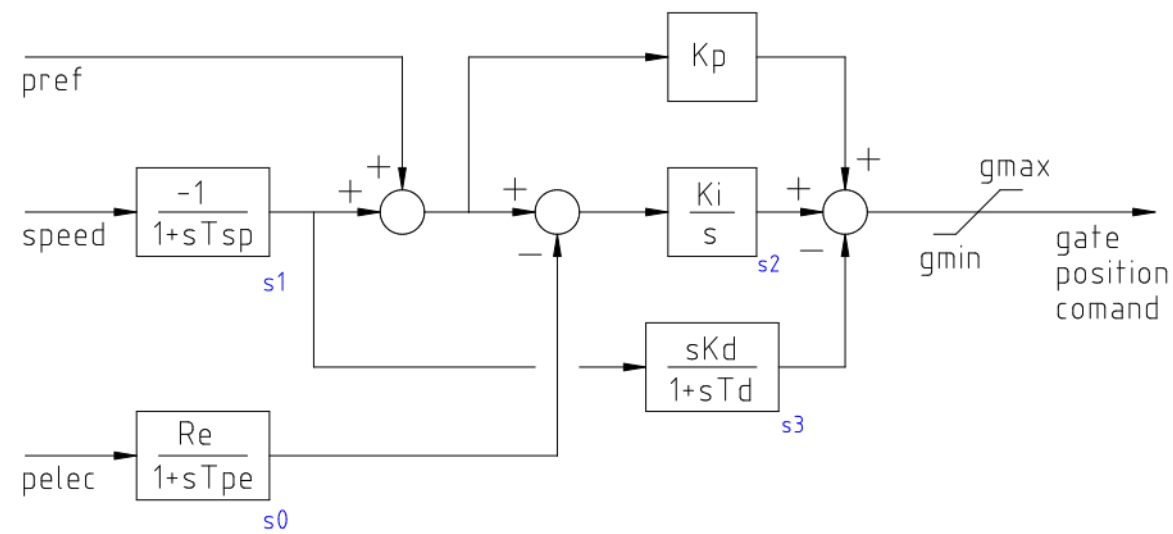 Kp
pref
+
+
-1
1+sTsp
speed
s1
+
−
Ki
s
s2
+
+
−
gmax
gmin
gate
position
comand
sKd
1+sTd
s3
Re
1+sTpe
pelec
s0